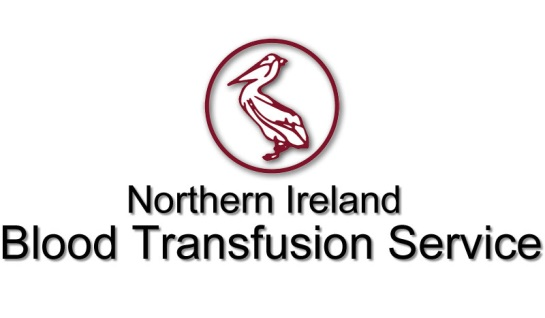 Northern Ireland
Blood Transfusion Service